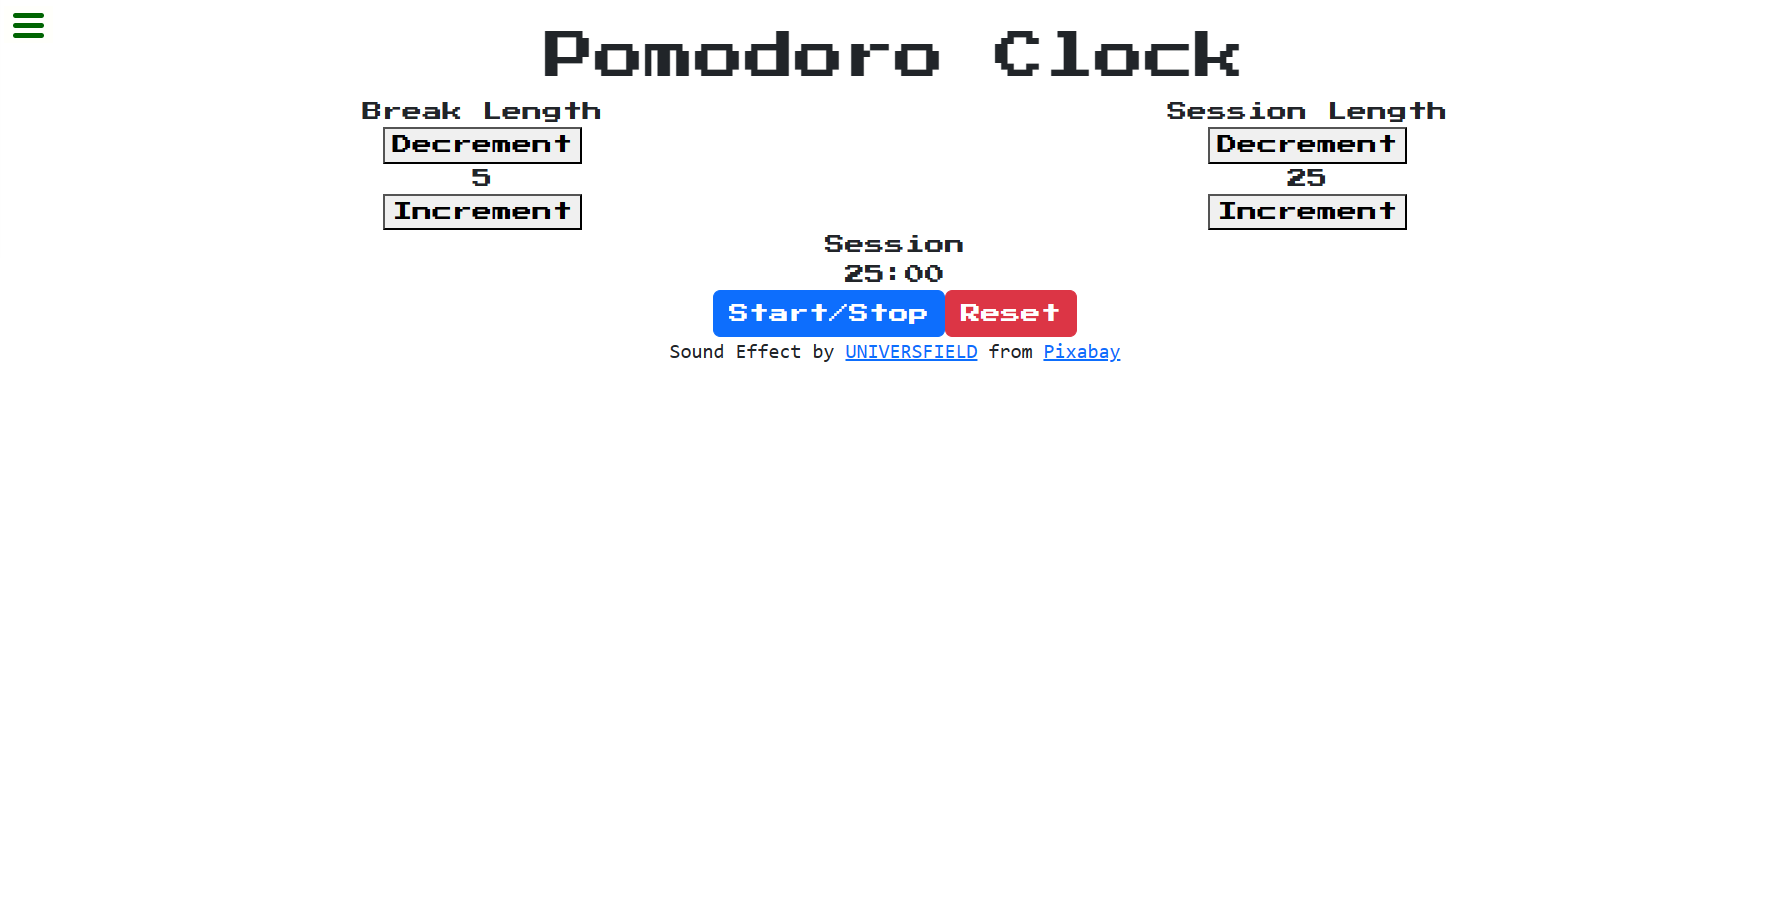 Pomodoro Clock
Break Length
Decrement
5
Increment
Session Length
Decrement
25
Increment
Session
25:00
Start/Stop Reset
Sound Effect by UNIVERSFIELD from Pixabay